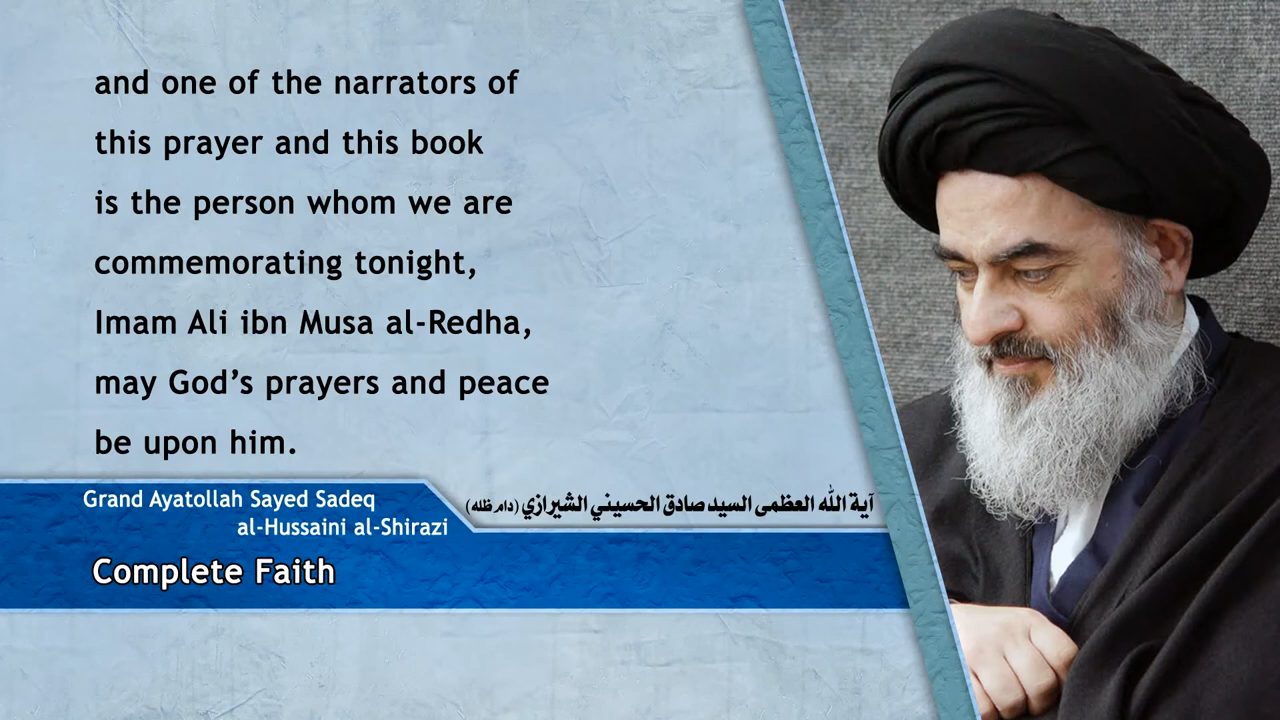 and one of the narrators of
this prayer and this book
is the person whom we are
commemorating tonight,
Imam Ali ibn Musa al-Redha,
may God’s prayers and peace
be upon him.
Grand Ayatollah Sayed Sadeq
al-Hussaini al-Shirazi
آية الله العظمى السيد صادق الحسيني الشيرازي (دام ظله)
Complete Faith